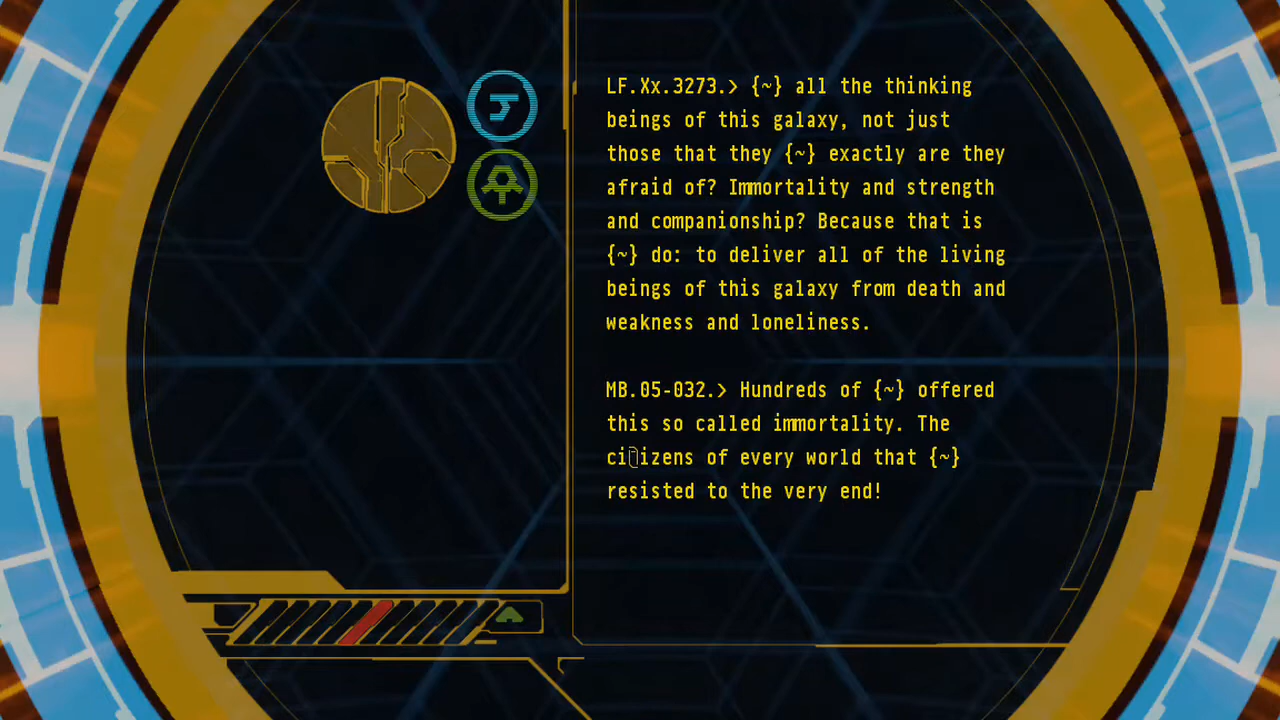 LF.Xx.3273.> {~} all the thinking
beings of this galaxy, not just
those that they {~} exactly are they
afraid of? Immortality and strength
and companionship? Because that is
{~} do: to deliver all of the living
beings of this galaxy from death and
weakness and loneliness.
MB.05-032.> Hundreds of {~} offered
this so called immortality. The
citizens of every world that {~}
resisted to the very end!